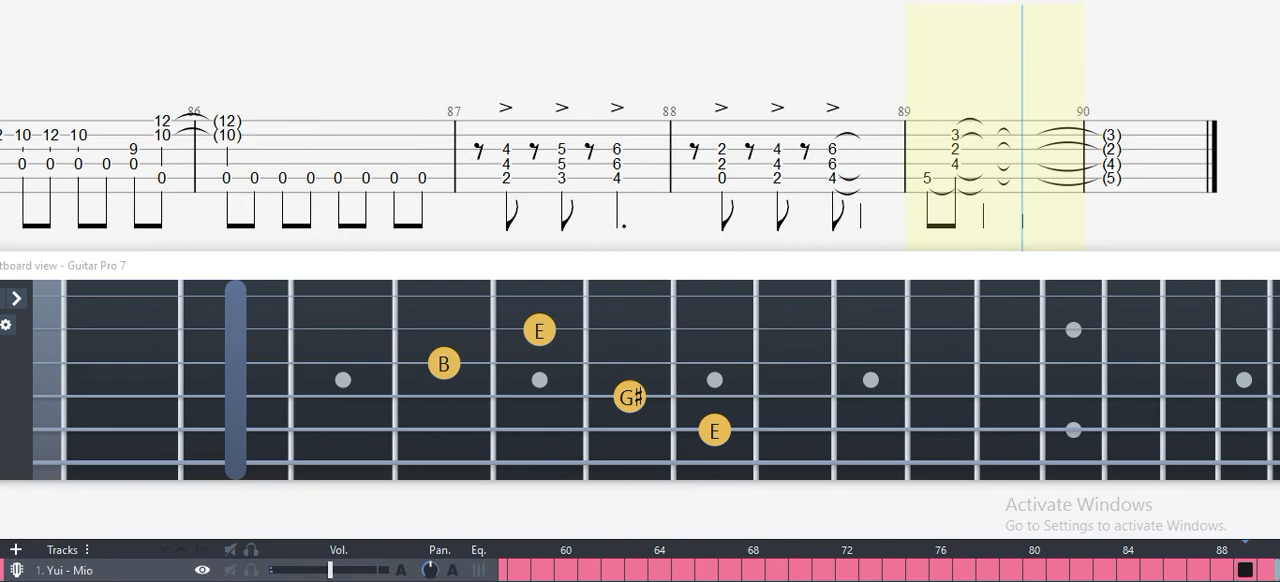 86 87 88 89 90
> > > > > >
12 (12) 3
2 10 12 10 10 (10) 3 (3)
0 0 0 0 9 4 5 6 2 4 6 2 (2)
0 4 5 6 2 4 6 4 (4)
0 0 0 0 0 0 0 0 0 2 3 4 0 2 4 5 (5)
tboard view - Guitar Pro 7
E
B
G♯
E
Activate Windows
Go to Settings to activate Windows.
+ Tracks Vol. Pan. Eq. 60 64 68 72 76 80 84 88
1. Yui - Mio A A